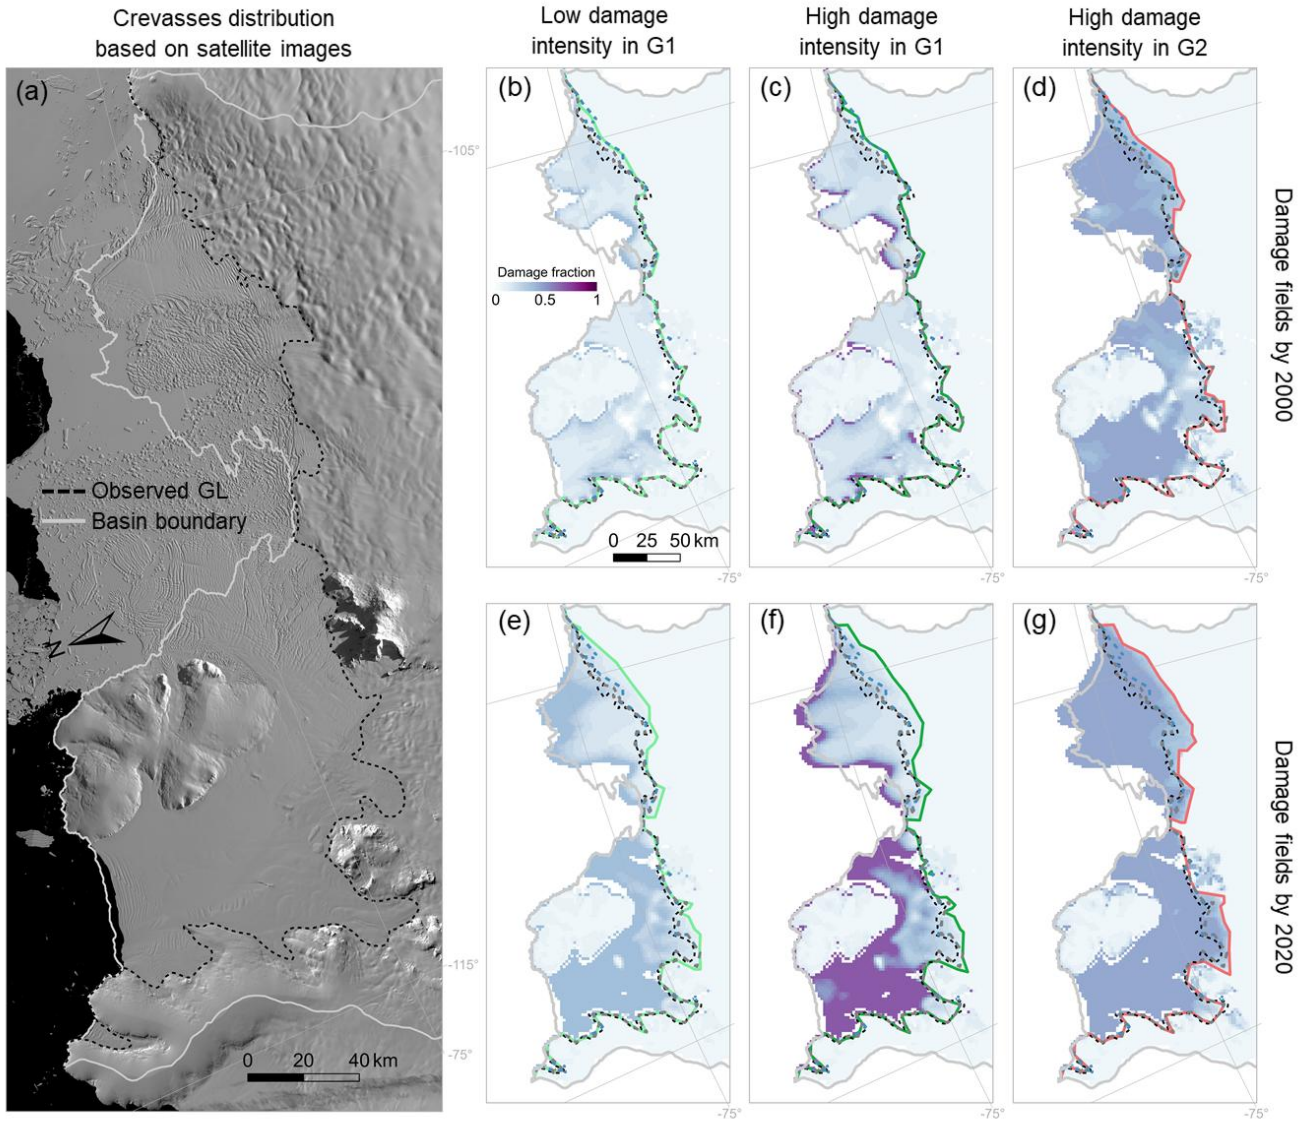 Crevasses distribution
based on satellite images
Low damage
intensity in G1
High damage
intensity in G1
High damage
intensity in G2
(a)
Observed GL
Basin boundary
N
0 20 40 km
-105°
-115°
-75°
(b)
Damage fraction
0 0.5 1
0 25 50 km
-75°
(c)
-75°
(d)
-75°
Damage fields by 2000
(e)
-75°
(f)
-75°
(g)
-75°
Damage fields by 2020